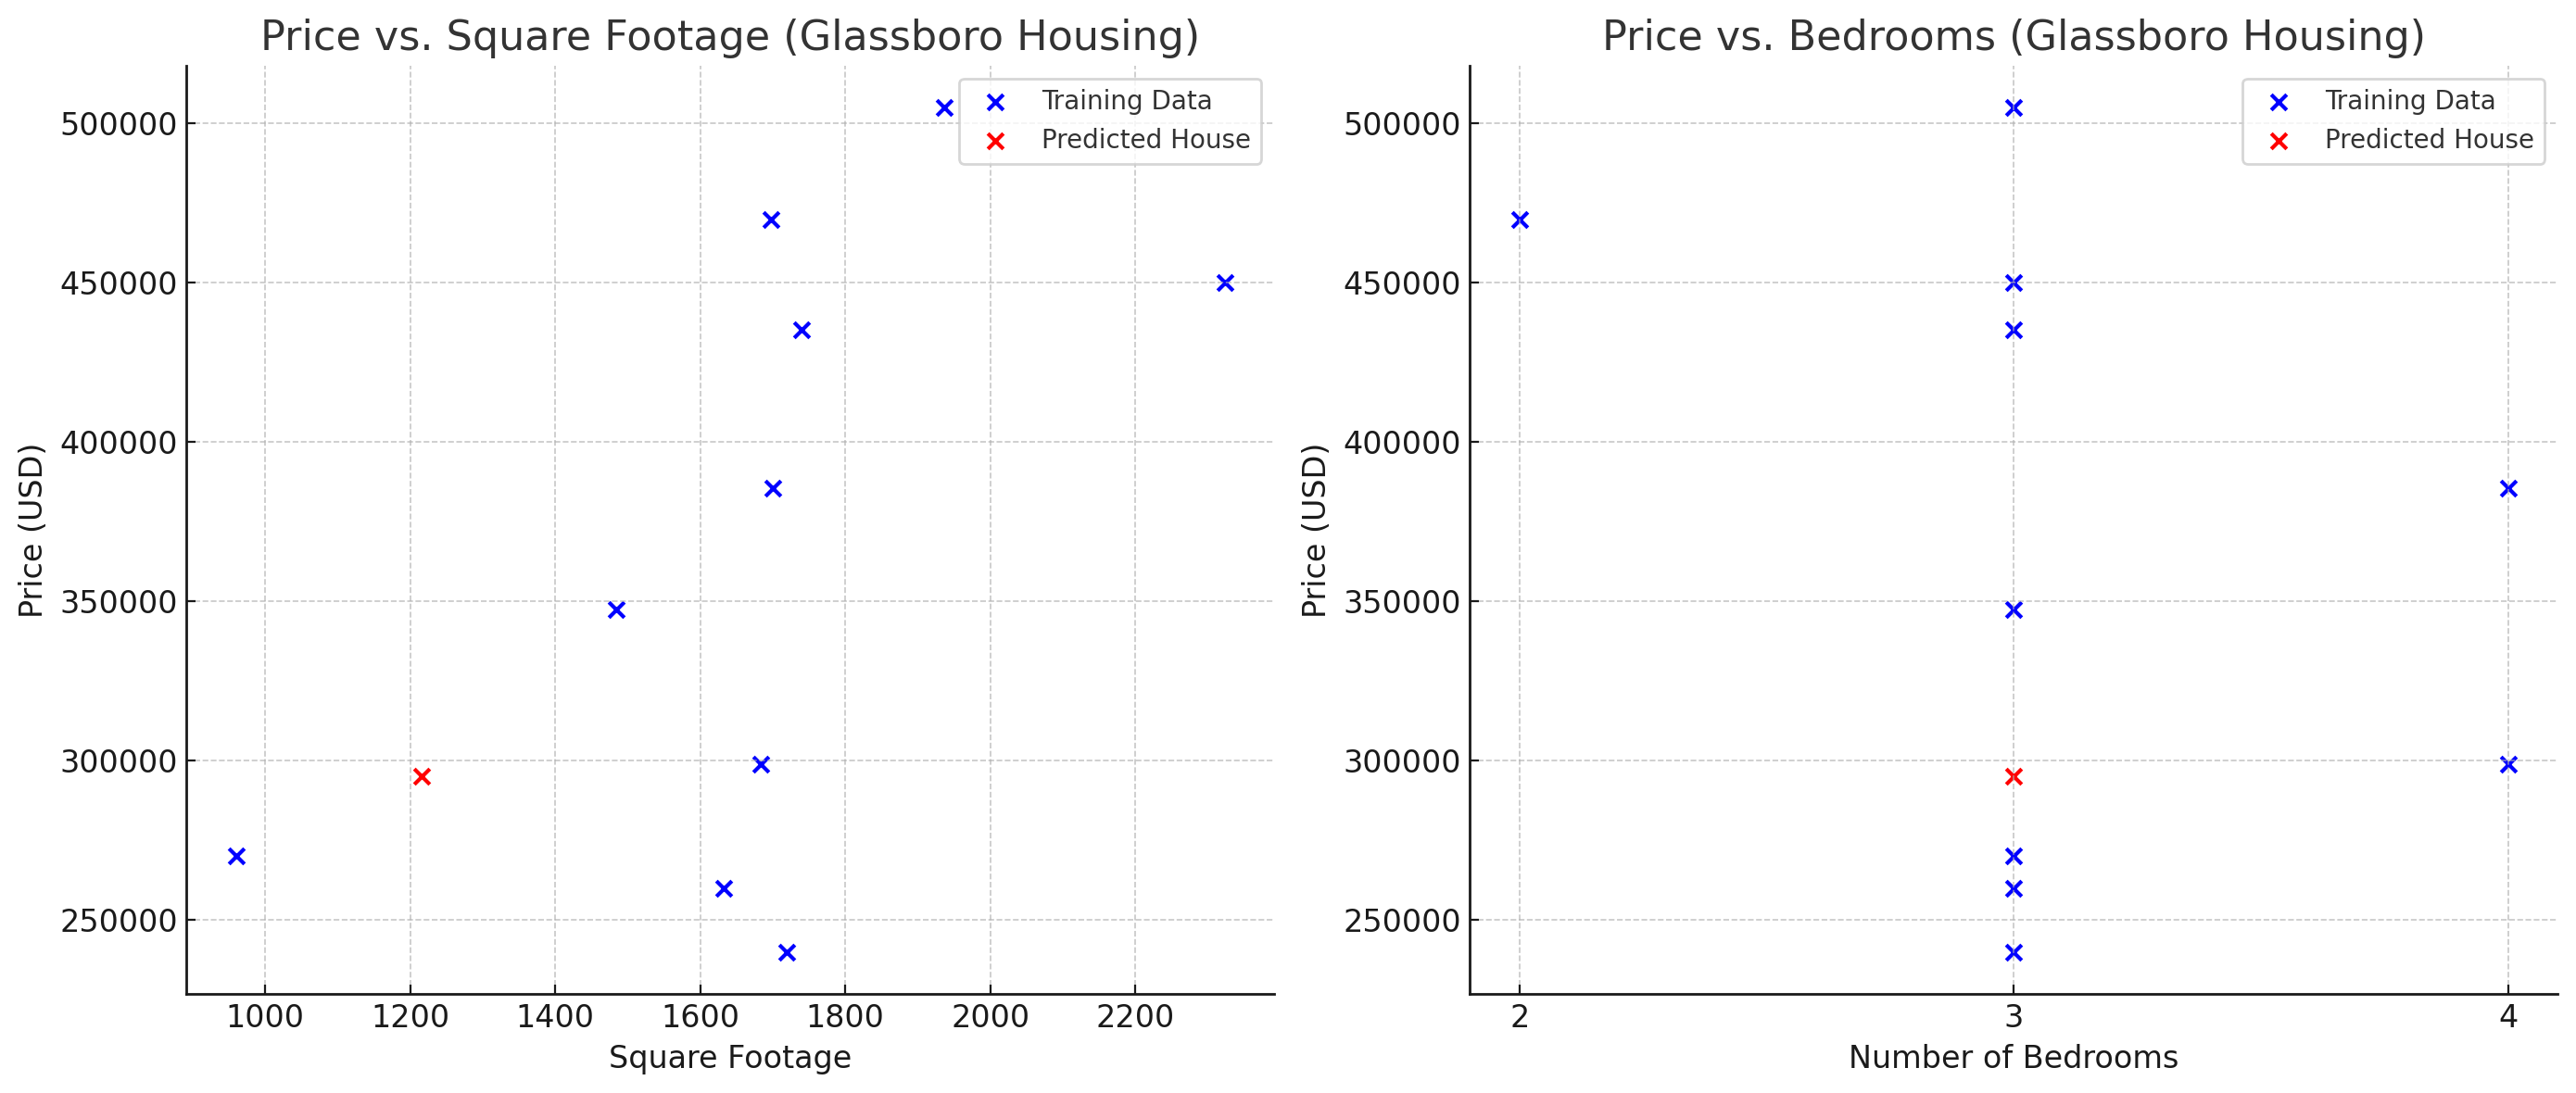 Price vs. Square Footage (Glassboro Housing)
Training Data
Predicted House
500000
450000
400000
350000
300000
250000
Price (USD)
1000 1200 1400 1600 1800 2000 2200
Square Footage
Price vs. Bedrooms (Glassboro Housing)
Training Data
Predicted House
500000
450000
400000
350000
300000
250000
Price (USD)
2 3 4
Number of Bedrooms